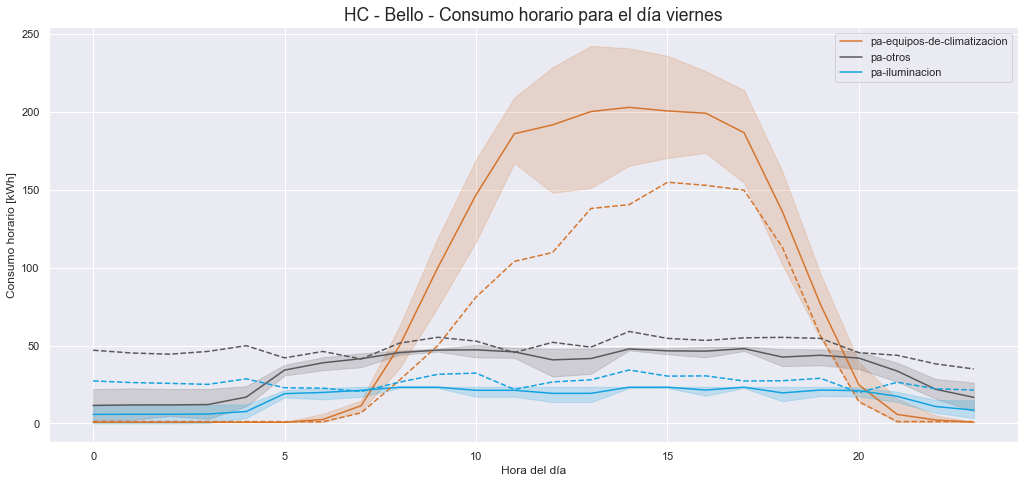 HC - Bello - Consumo horario para el día viernes
pa-equipos-de-climatizacion
pa-otros
pa-iluminacion
Consumo horario [kWh]
250
200
150
100
50
0
0 5 10 15 20
Hora del día